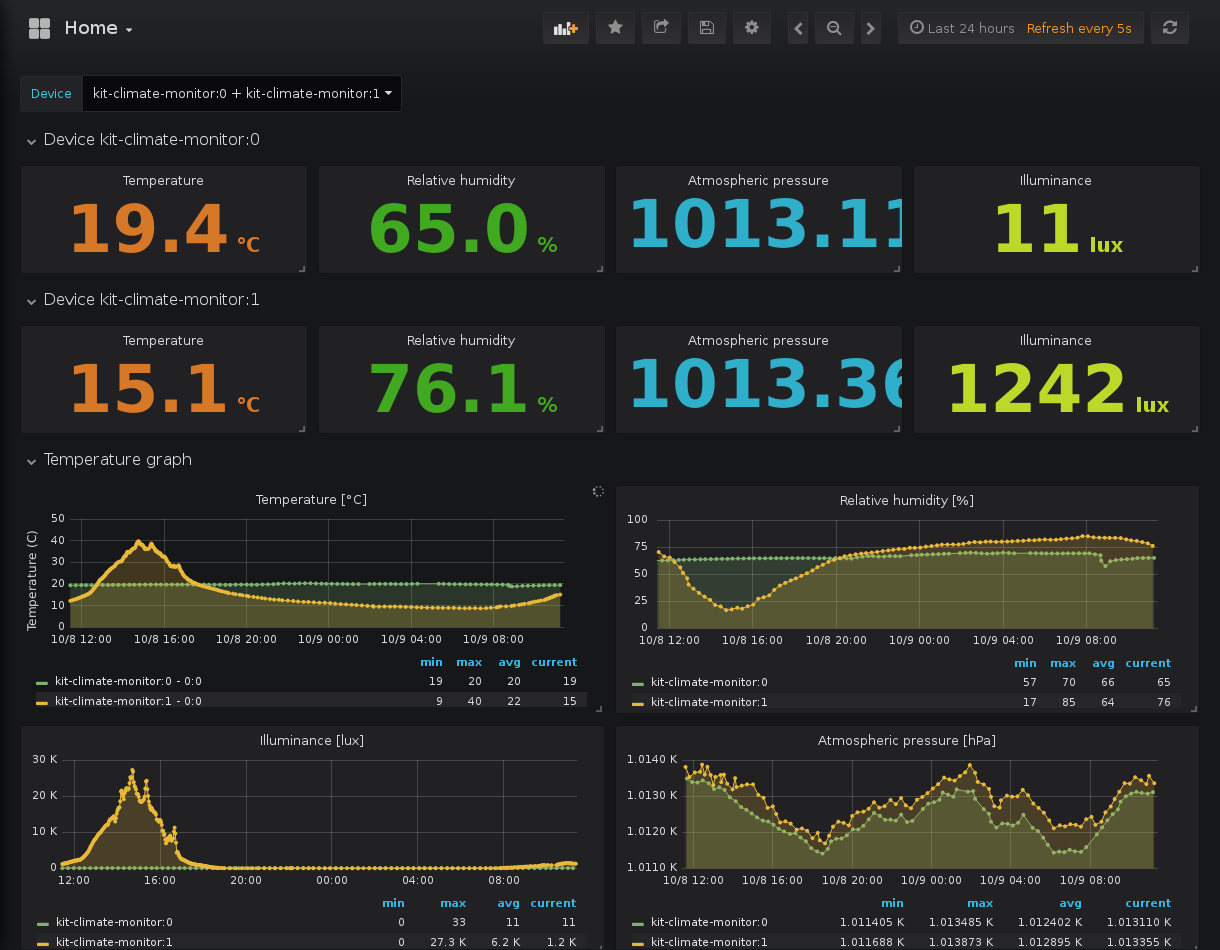 Home
Last 24 hours Refresh every 5s
Device kit-climate-monitor:0 + kit-climate-monitor:1
Device kit-climate-monitor:0
Temperature Relative humidity Atmospheric pressure Illuminance
19.4 °C 65.0 % 1013.11 11 lux
Device kit-climate-monitor:1
Temperature Relative humidity Atmospheric pressure Illuminance
15.1 °C 76.1 % 1013.36 1242 lux
Temperature graph
Temperature [°C]
Temperature (C)
50
40
30
20
10
0
10/8 12:00 10/8 16:00 10/8 20:00 10/9 00:00 10/9 04:00 10/9 08:00
min max avg current
kit-climate-monitor:0 - 0:0 19 20 20 19
kit-climate-monitor:1 - 0:0 9 40 22 15
Relative humidity [%]
100
75
50
25
0
10/8 12:00 10/8 16:00 10/8 20:00 10/9 00:00 10/9 04:00 10/9 08:00
min max avg current
kit-climate-monitor:0 57 70 66 65
kit-climate-monitor:1 17 85 64 76
Illuminance [lux]
30 K
20 K
10 K
0
12:00 16:00 20:00 00:00 04:00 08:00
min max avg current
kit-climate-monitor:0 0 33 11 11
kit-climate-monitor:1 0 27.3 K 6.2 K 1.2 K
Atmospheric pressure [hPa]
1.0140 K
1.0130 K
1.0120 K
1.0110 K
10/8 12:00 10/8 16:00 10/8 20:00 10/9 00:00 10/9 04:00 10/9 08:00
min max avg current
kit-climate-monitor:0 1.011405 K 1.013485 K 1.012402 K 1.013110 K
kit-climate-monitor:1 1.011688 K 1.013873 K 1.012895 K 1.013355 K